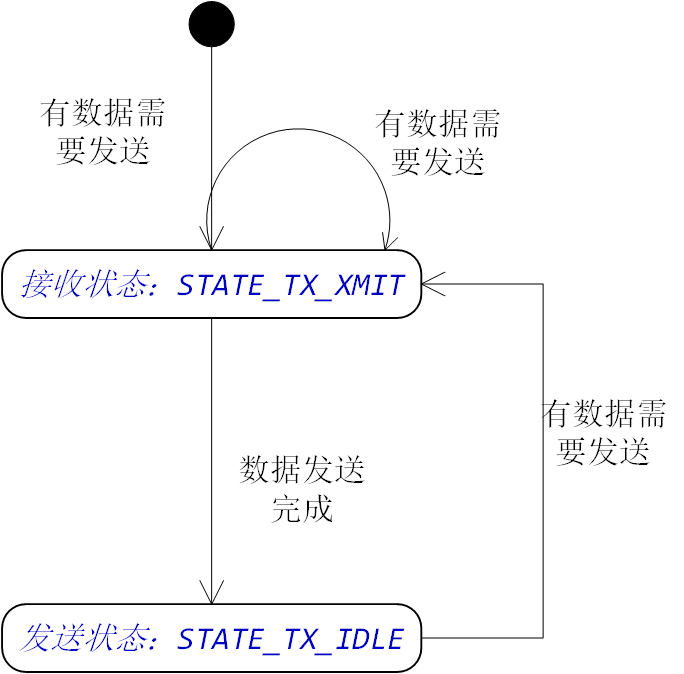 有数据需
要发送
有数据需
要发送
接收状态：STATE_TX_XMIT
有数据需
要发送
数据发送
完成
发送状态：STATE_TX_IDLE